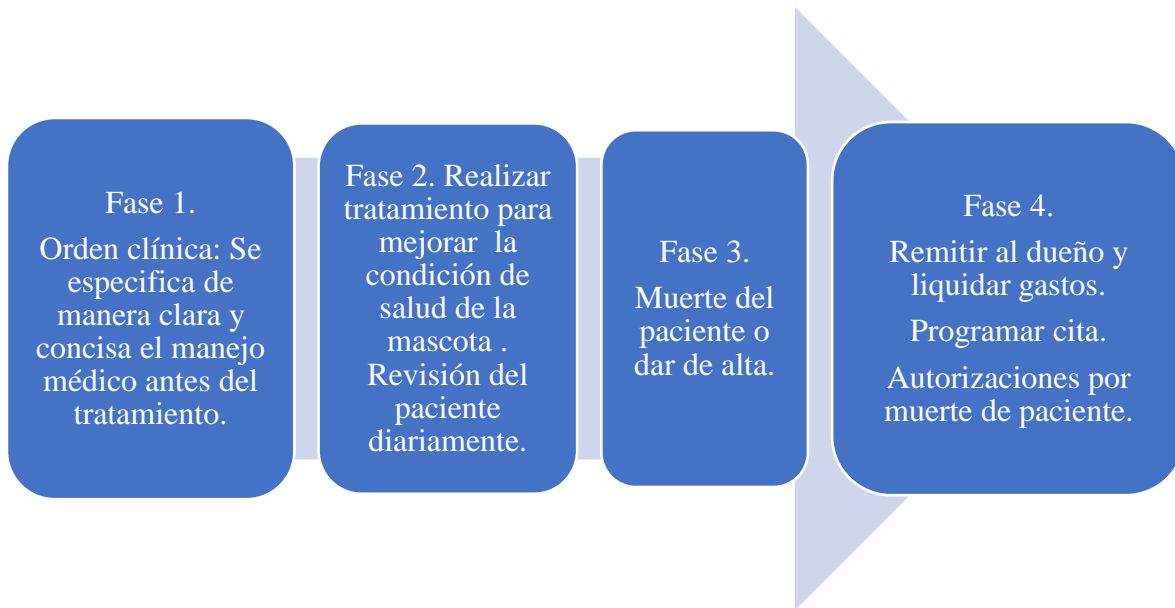 Fase 1.
Orden clínica: Se
especifica de
manera clara y
concisa el manejo
médico antes del
tratamiento.
Fase 2. Realizar
tratamiento para
mejorar la
condición de
salud de la
mascota .
Revisión del
paciente
diariamente.
Fase 3.
Muerte del
paciente o
dar de alta.
Fase 4.
Remitir al dueño y
liquidar gastos.
Programar cita.
Autorizaciones por
muerte de paciente.